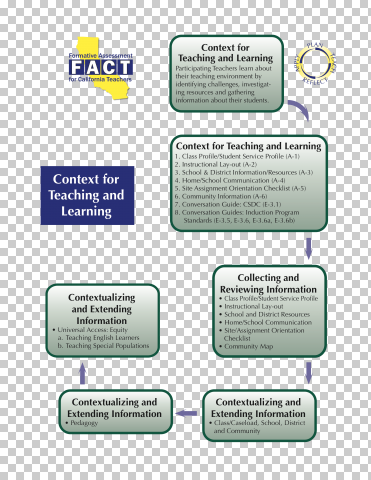 Formative Assessment
FACT
for California Teachers
Context for
Teaching and Learning
Participating Teachers learn about
their teaching environment by
identifying challenges, investigat-
ing resources and gathering
information about their students.
PLAN
TEACH
REFLECT
APPLY
Context for Teaching and Learning
1. Class Profile/Student Service Profile (A-1)
2. Instructional Lay-out (A-2)
3. School & District Information/Resources (A-3)
4. Home/School Communication (A-4)
5. Site Assignment Orientation Checklist (A-5)
6. Community Information (A-6)
7. Conversation Guide: CSDC (E-3.1)
8. Conversation Guides: Induction Program
Standards (E-3.5, E-3.6, E-3.6a, E-3.6b)
Context for
Teaching and
Learning
Collecting and
Reviewing Information
• Class Profile/Student Service Profile
• Instructional Lay-out
• School and District Resources
• Home/School Communication
• Site/Assignment Orientation
Checklist
• Community Map
Contextualizing
and Extending
Information
• Universal Access: Equity
a. Teaching English Learners
b. Teaching Special Populations
Contextualizing and
Extending Information
• Pedagogy
Contextualizing and
Extending Information
• Class/Caseload, School, District
and Community